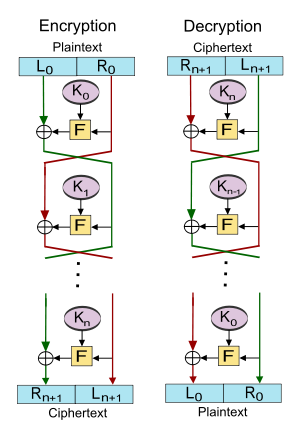 Encryption
Plaintext
L0 R0
K0
F
K1
F
Kn
F
Rn+1 Ln+1
Ciphertext
Decryption
Ciphertext
Rn+1 Ln+1
Kn
F
Kn-1
F
K0
F
L0 R0
Plaintext